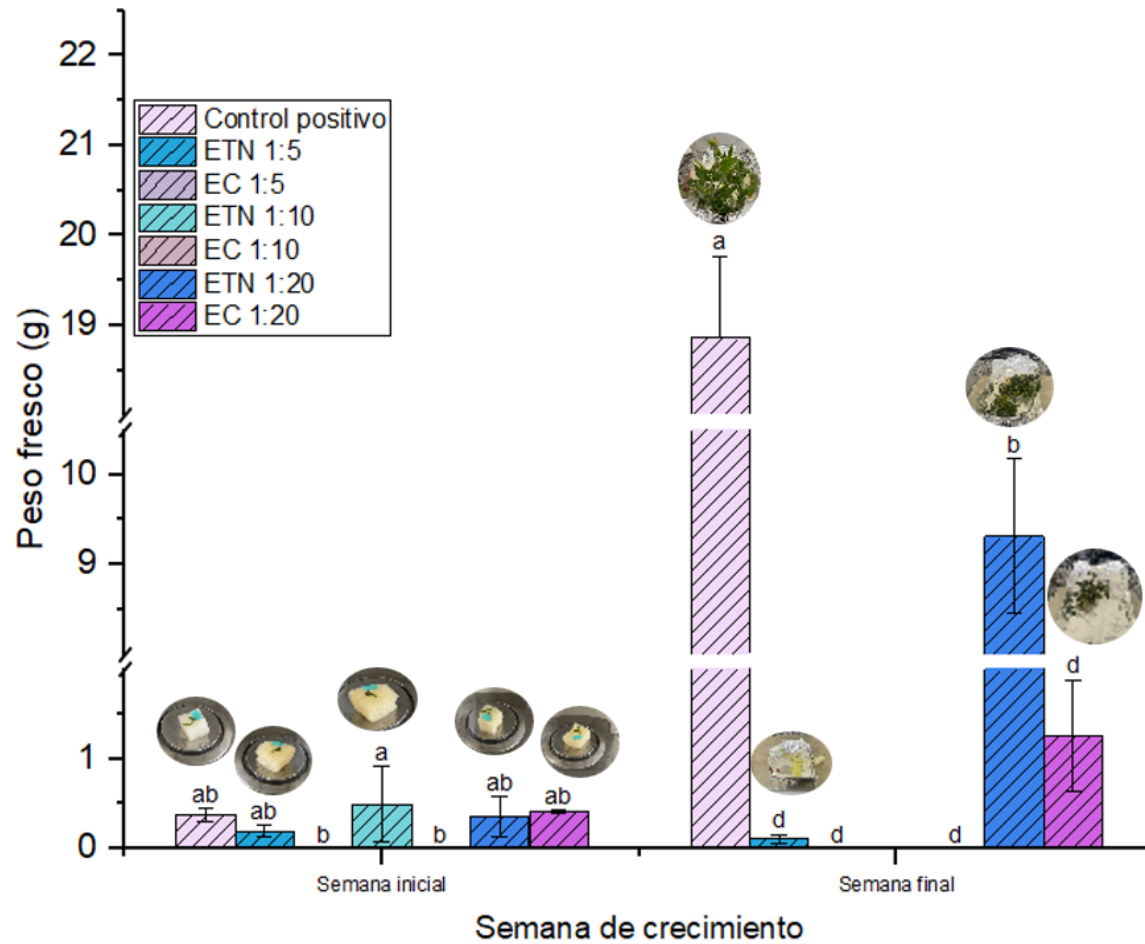 22
21
20
19
10
9
1
0
Peso fresco (g)
Control positivo
ETN 1:5
EC 1:5
ETN 1:10
EC 1:10
ETN 1:20
EC 1:20
ab
ab
b
a
b
ab
ab
a
d
d
d
b
d
Semana inicial
Semana final
Semana de crecimiento